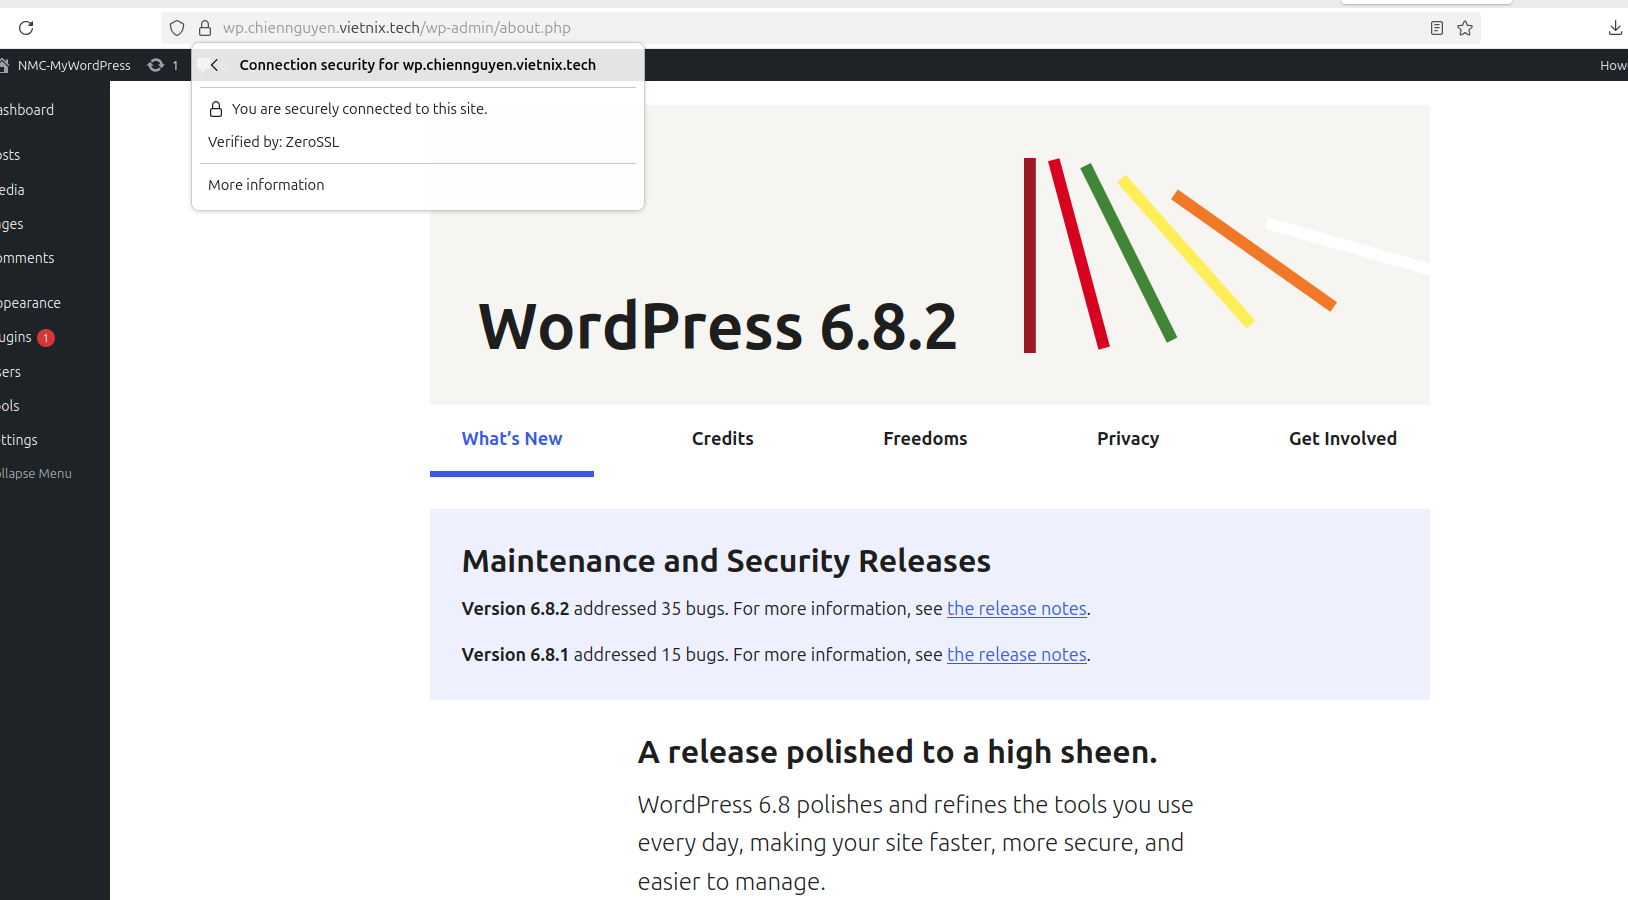 wp.chiennguyen.vietnix.tech/wp-admin/about.php
NMC-MyWordPress 1
Connection security for wp.chiennguyen.vietnix.tech
You are securely connected to this site.
Verified by: ZeroSSL
More information
How
ashboard
osts
edia
ages
omments
ppearance
ugins 1
sers
ols
ettings
ollapse Menu
WordPress 6.8.2
What’s New Credits Freedoms Privacy Get Involved
Maintenance and Security Releases
Version 6.8.2 addressed 35 bugs. For more information, see the release notes.
Version 6.8.1 addressed 15 bugs. For more information, see the release notes.
A release polished to a high sheen.
WordPress 6.8 polishes and refines the tools you use
every day, making your site faster, more secure, and
easier to manage.